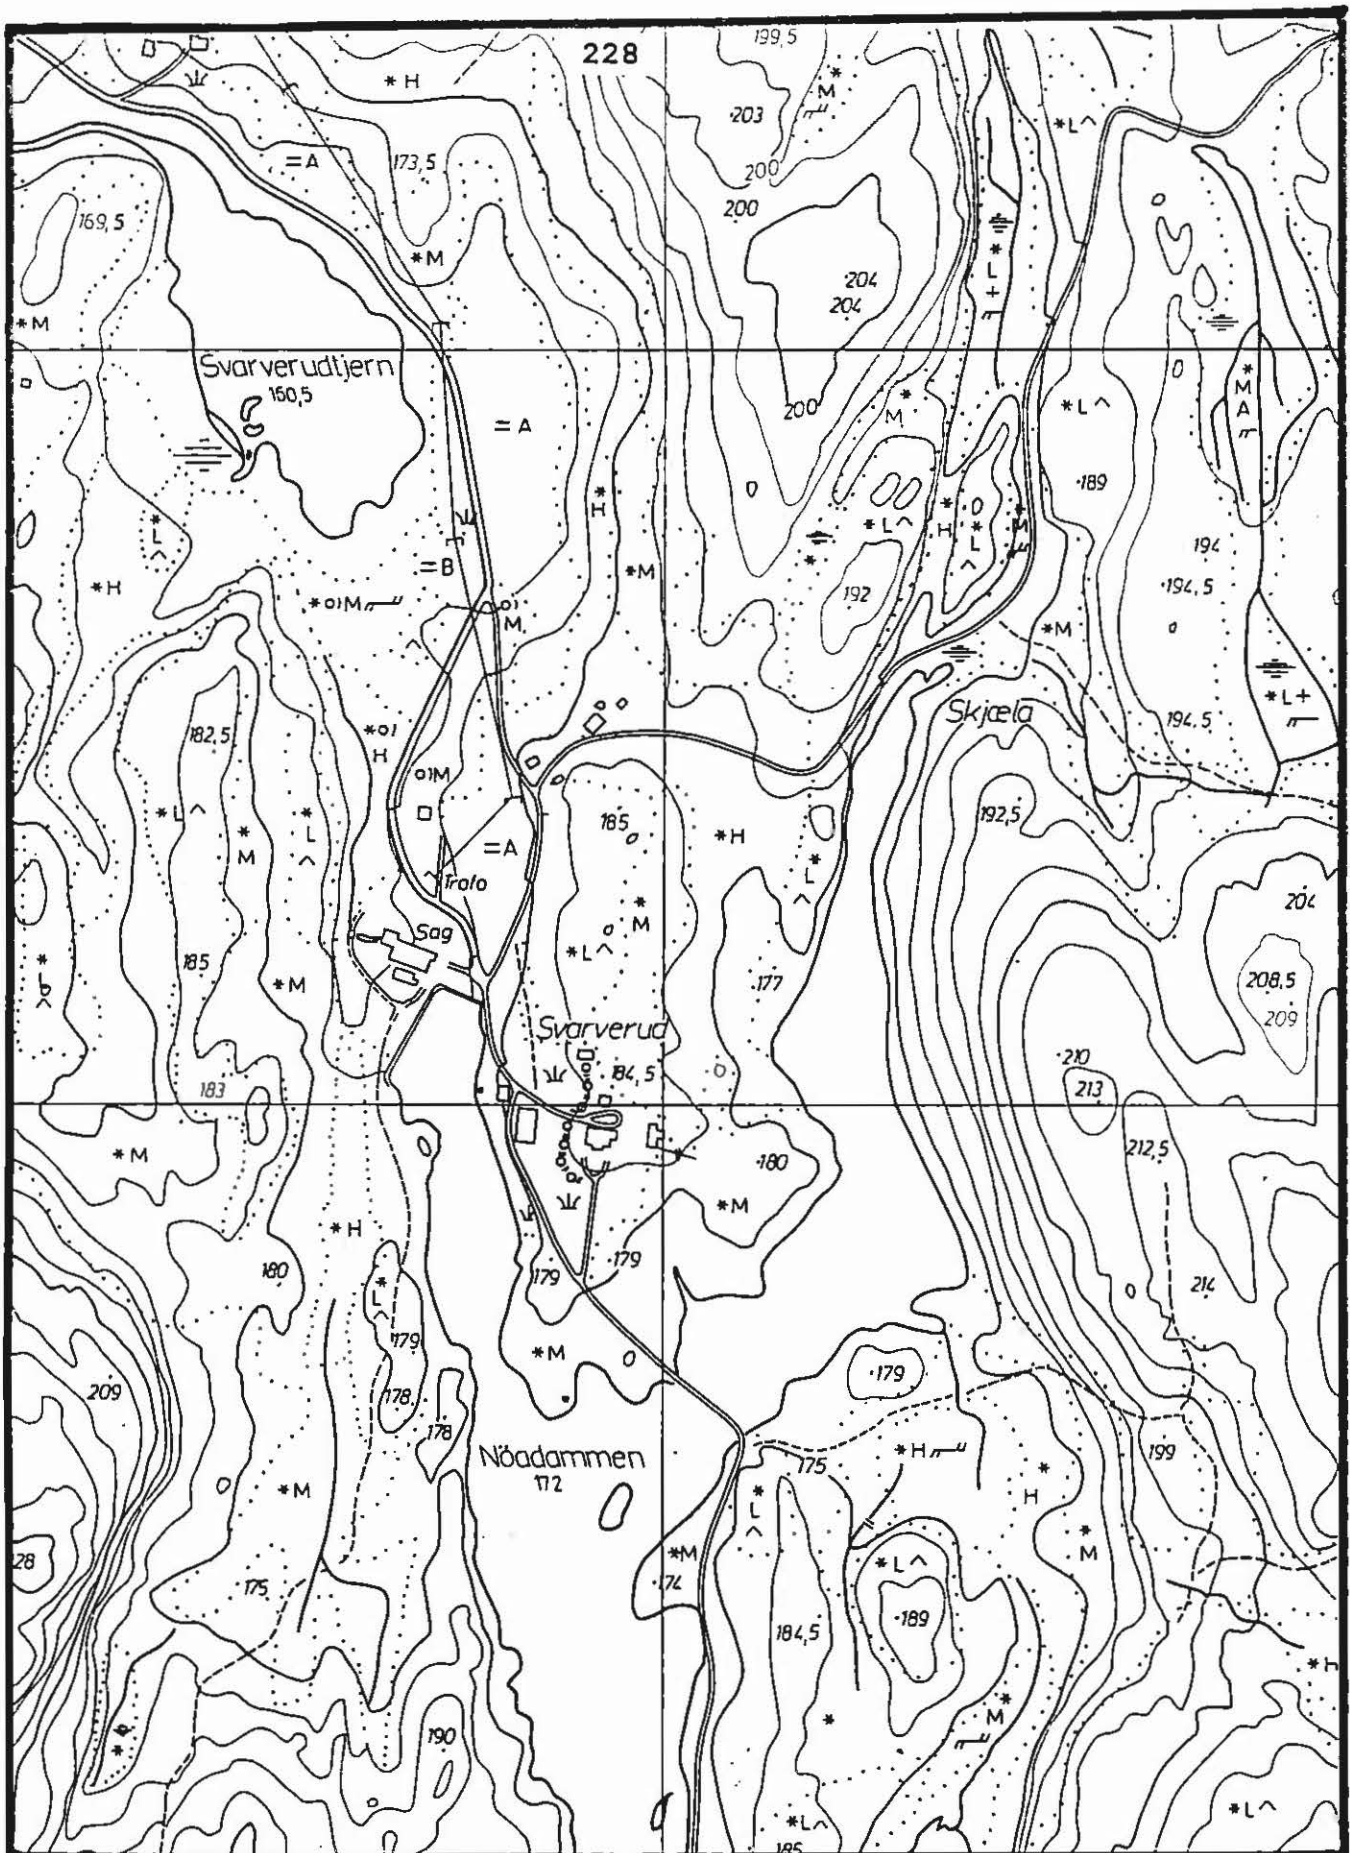 228
199,5
* H
* M
203
* L ^
= A
173,5
200
200
169,5
* M
204
204
* L +
* M
Svarverudtjern
160,5
* M A
= A
* M
200
* L ^
189
* H
* L ^
* H
* L ^
* M
194
* L ^
= B
* M
192
194,5
* H
* o) M
o) M
* M
* L +
182,5
* o) H
Skjæla
194,5
o) M
* L ^
* M
* L ^
185
* H
192,5
= A
* L ^
Trafo
204
Sag
* M
* L ^
185
* M
177
208,5
209
Svarverud
210
183
184,5
213
* M
180
212,5
* M
* H
180
179
179
214
* L ^
179
* M
209
178
179
178
Nöadammen
172
* H
175
199
* M
* L ^
* H
* M
28
175
* M
174
* L ^
184,5
189
* H
190
* M
* L ^
* L ^
185